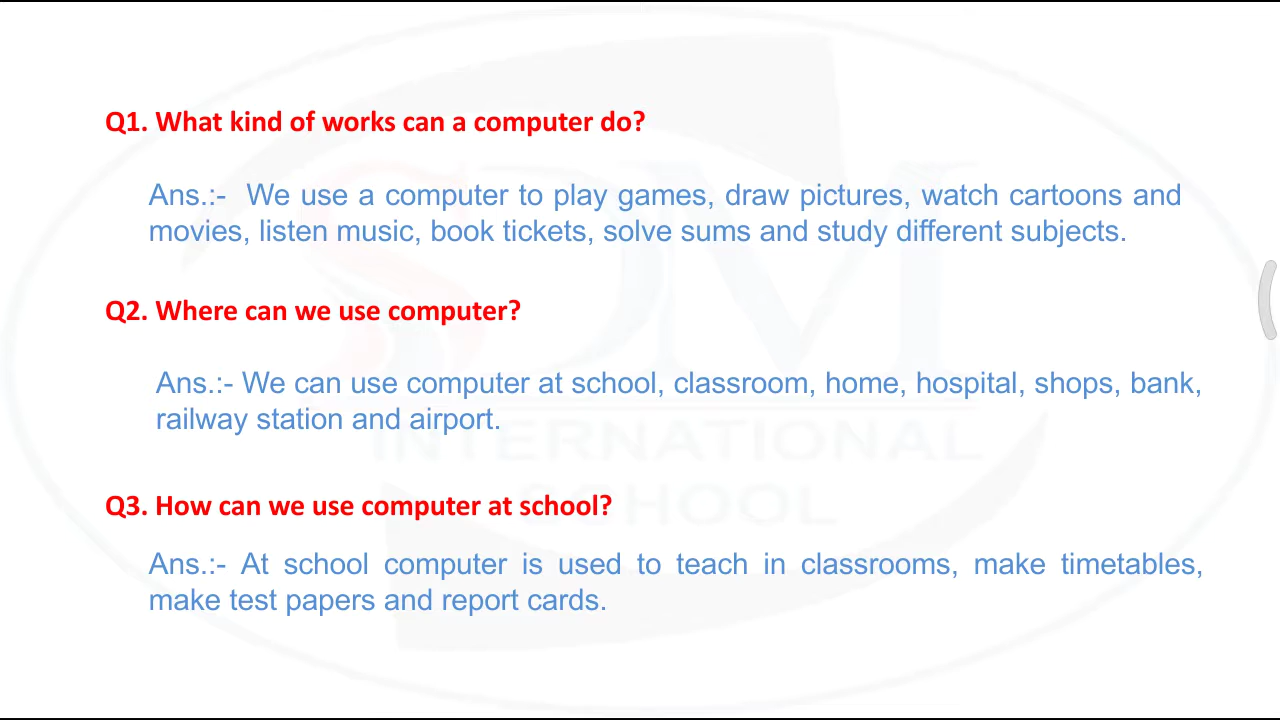 Q1. What kind of works can a computer do?
Ans.:- We use a computer to play games, draw pictures, watch cartoons and
movies, listen music, book tickets, solve sums and study different subjects.
Q2. Where can we use computer?
Ans.:- We can use computer at school, classroom, home, hospital, shops, bank,
railway station and airport.
SDM
INTERNATIONAL
SCHOOL
Q3. How can we use computer at school?
Ans.:- At school computer is used to teach in classrooms, make timetables,
make test papers and report cards.